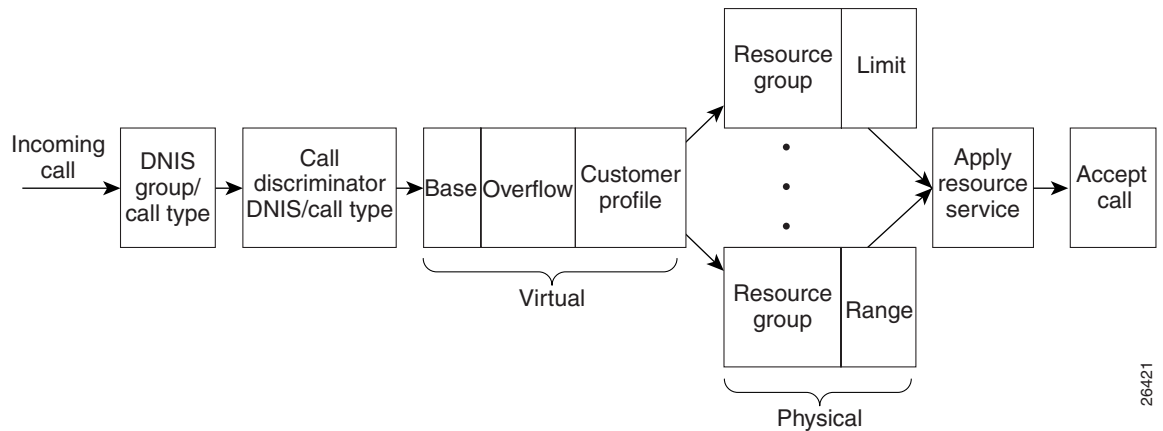 Incoming
call
DNIS
group/
call type
Call
discriminator
DNIS/call type
Base
Overflow
Customer
profile
Virtual
Resource
group
Limit
Resource
group
Range
Physical
Apply
resource
service
Accept
call
26421